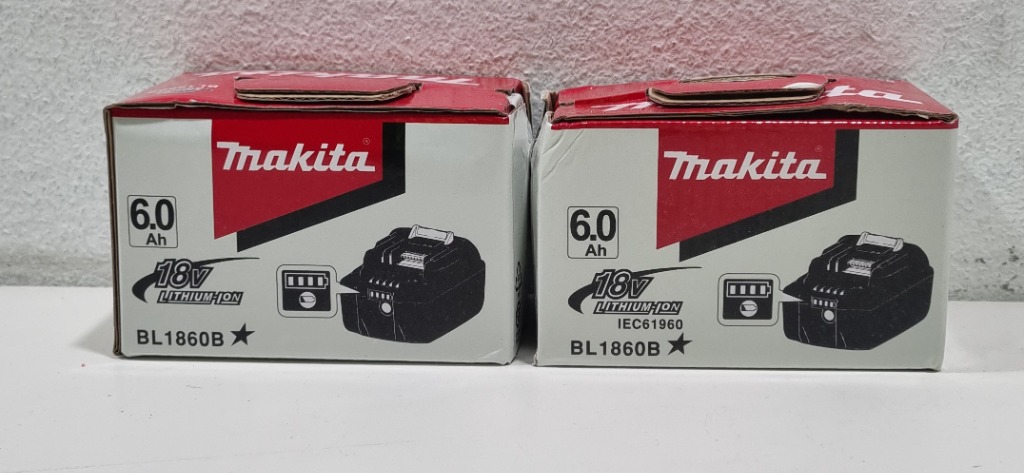 makita®
6.0
Ah
18V
LITHIUM-ION
BL1860B★
makita®
6.0
Ah
18V
LITHIUM-ION
IEC61960
BL1860B★